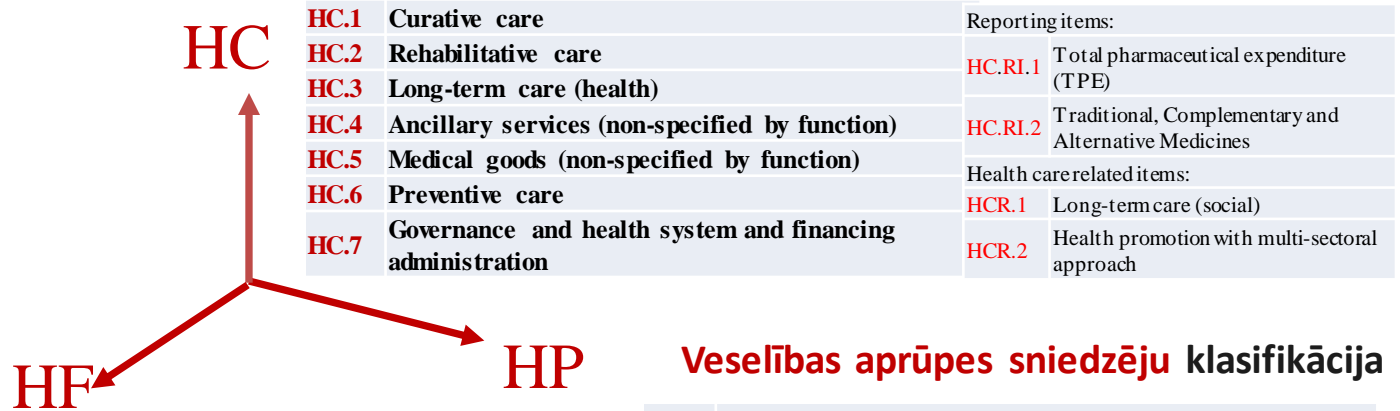 HC
HC.1 Curative care
HC.2 Rehabilitative care
HC.3 Long-term care (health)
HC.4 Ancillary services (non-specified by function)
HC.5 Medical goods (non-specified by function)
HC.6 Preventive care
HC.7 Governance and health system and financing
administration
Reporting items:
HC.RI.1 Total pharmaceutical expenditure
(TPE)
HC.RI.2 Traditional, Complementary and
Alternative Medicines
Health care related items:
HCR.1 Long-term care (social)
HCR.2 Health promotion with multi-sectoral
approach
HF
HP
Veselības aprūpes sniedzēju klasifikācija